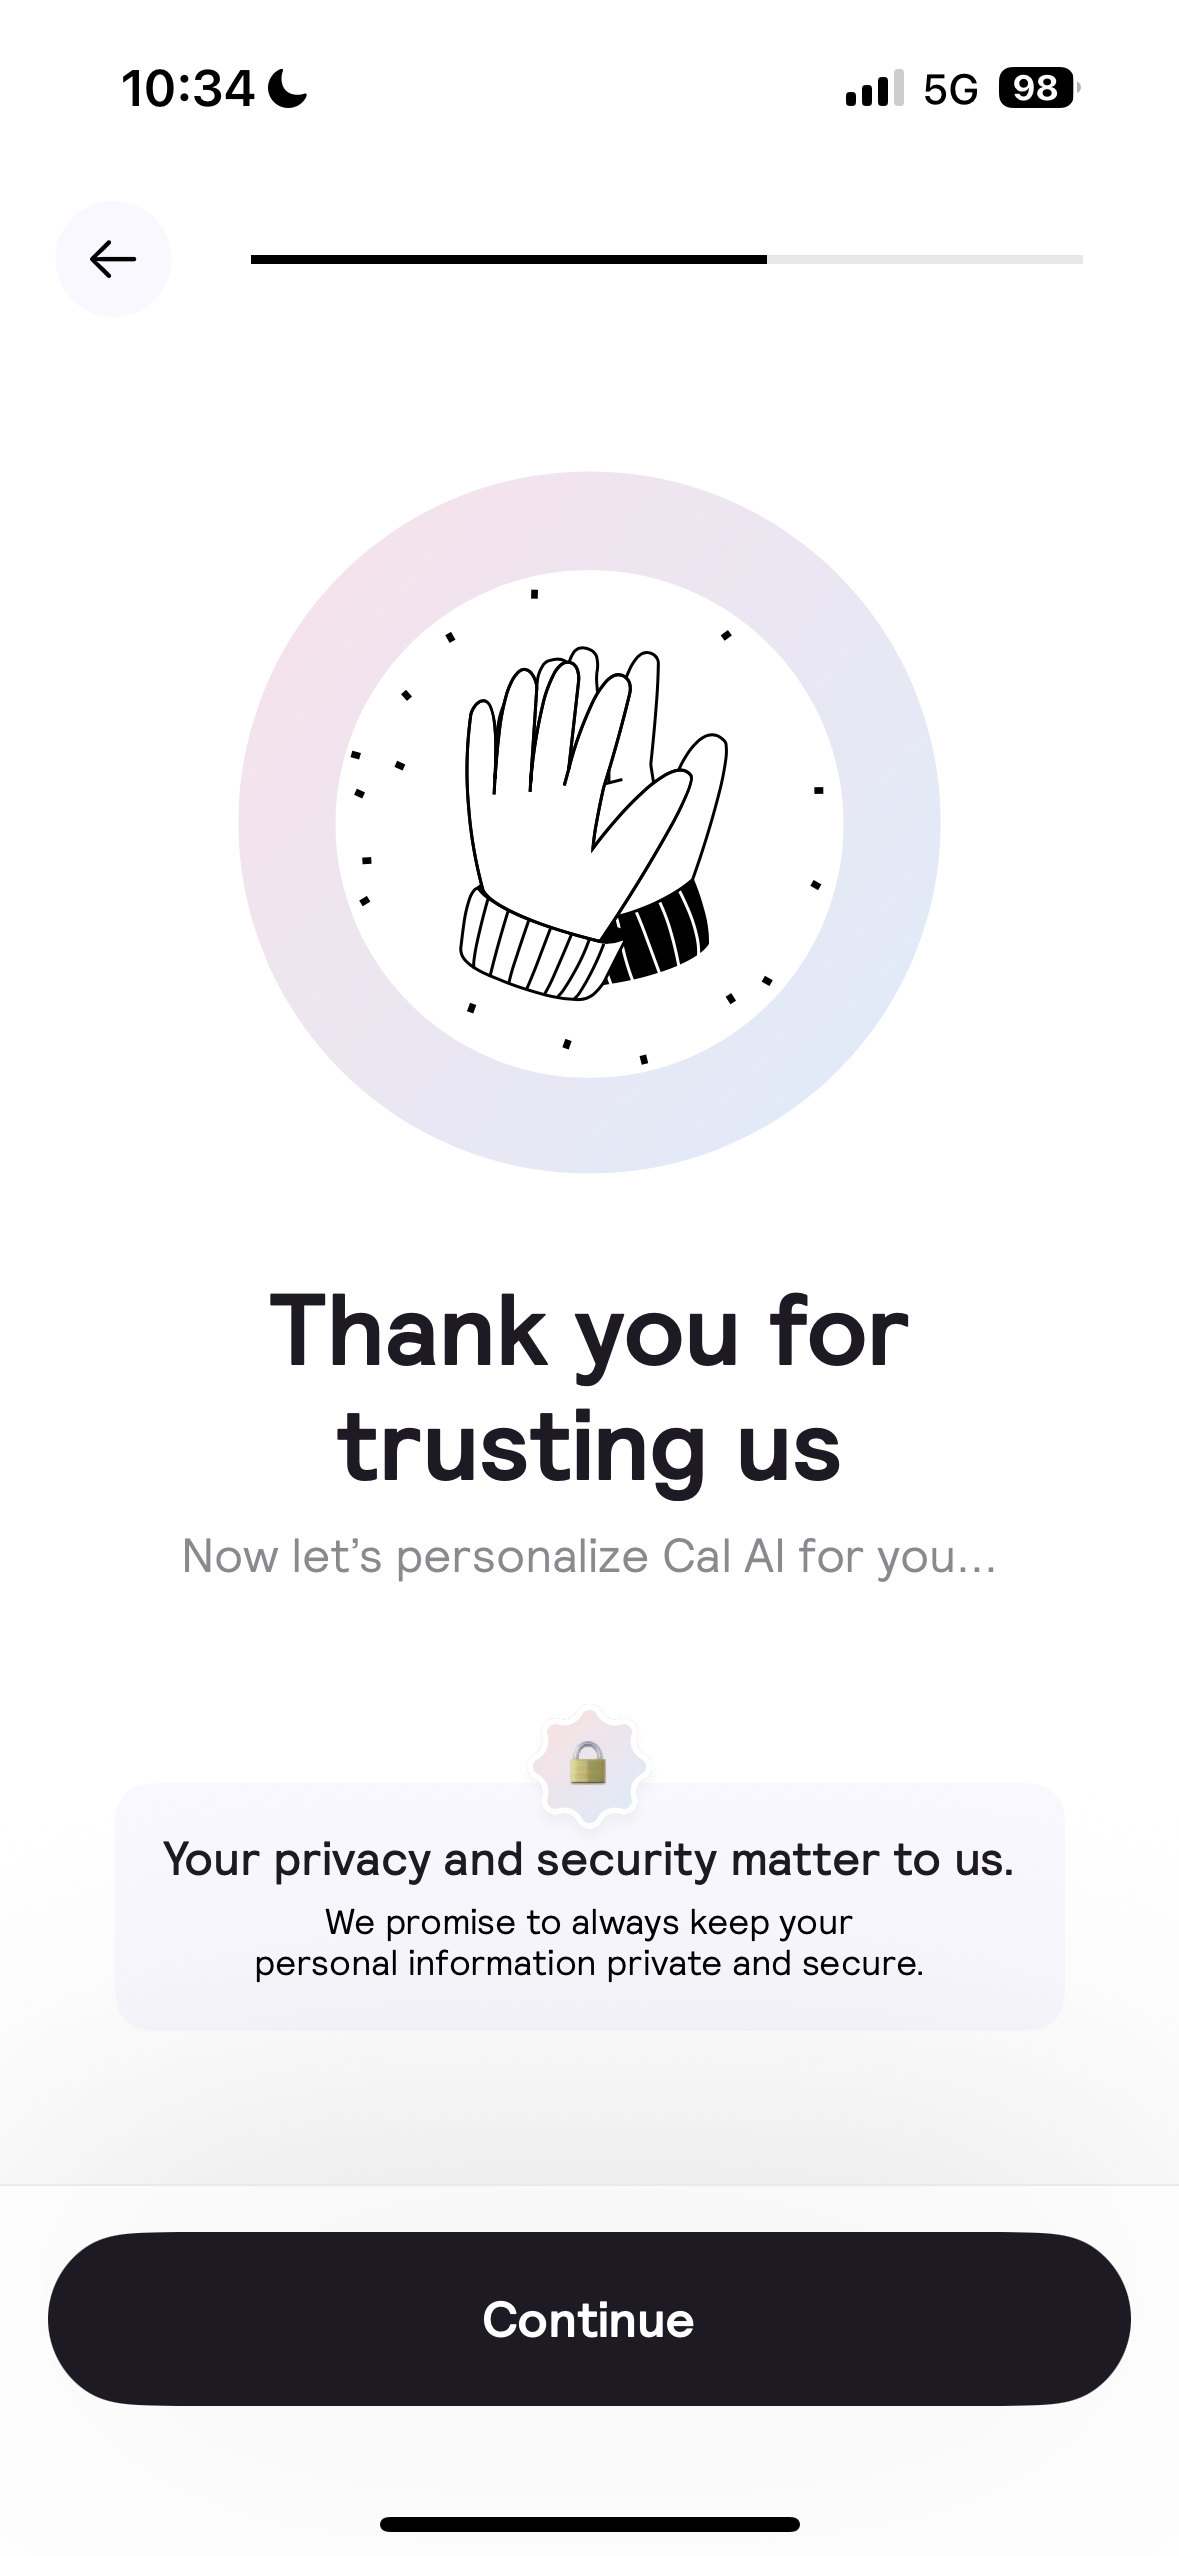 10:34
5G
98
Thank you for
trusting us
Now let’s personalize Cal AI for you...
Your privacy and security matter to us.
We promise to always keep your
personal information private and secure.
Continue